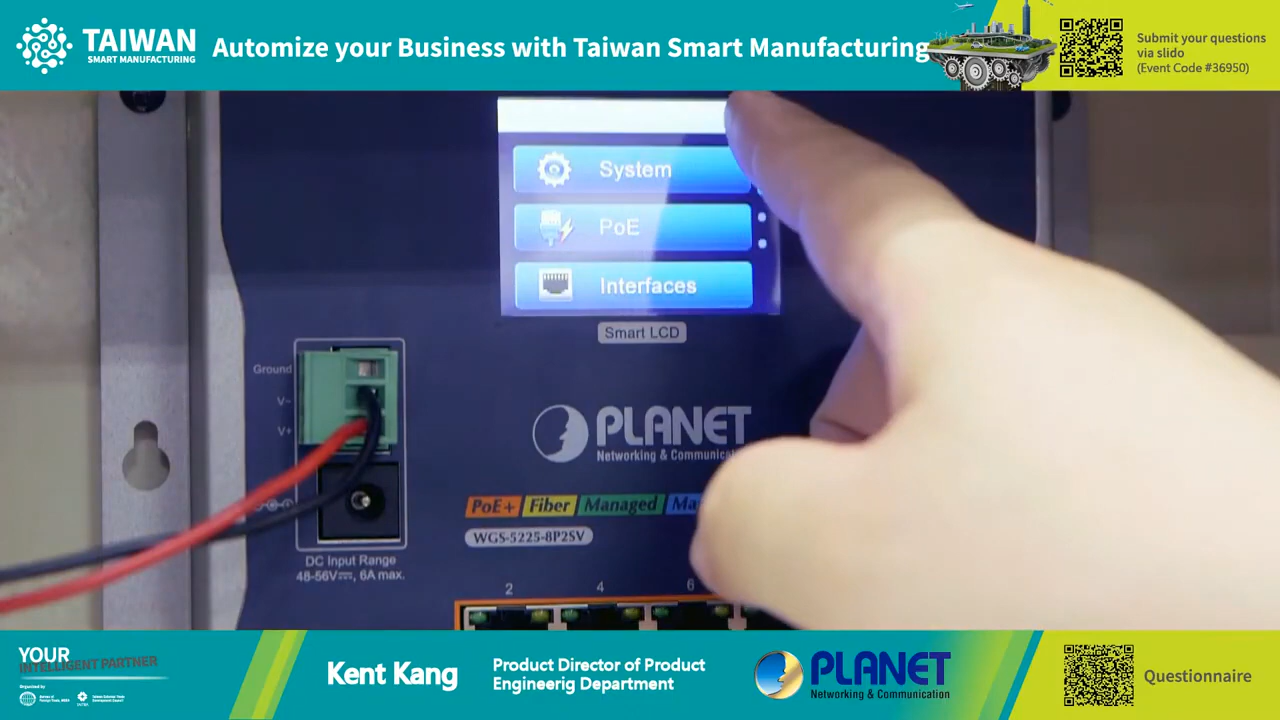 TAIWAN
SMART MANUFACTURING
Automize your Business with Taiwan Smart Manufacturing
Submit your questions
via slido
(Event Code #36950)
System
PoE
Interfaces
Smart LCD
Ground
V-
V+
PLANET
Networking & Communic
PoE+ Fiber Managed
WGS-5225-8P2SV
DC Input Range
48-56V⎓, 6A max.
2 4 6
YOUR
INTELLIGENT PARTNER
Organized by
Kent Kang
Product Director of Product
Engineerig Department
PLANET
Networking & Communication
Questionnaire